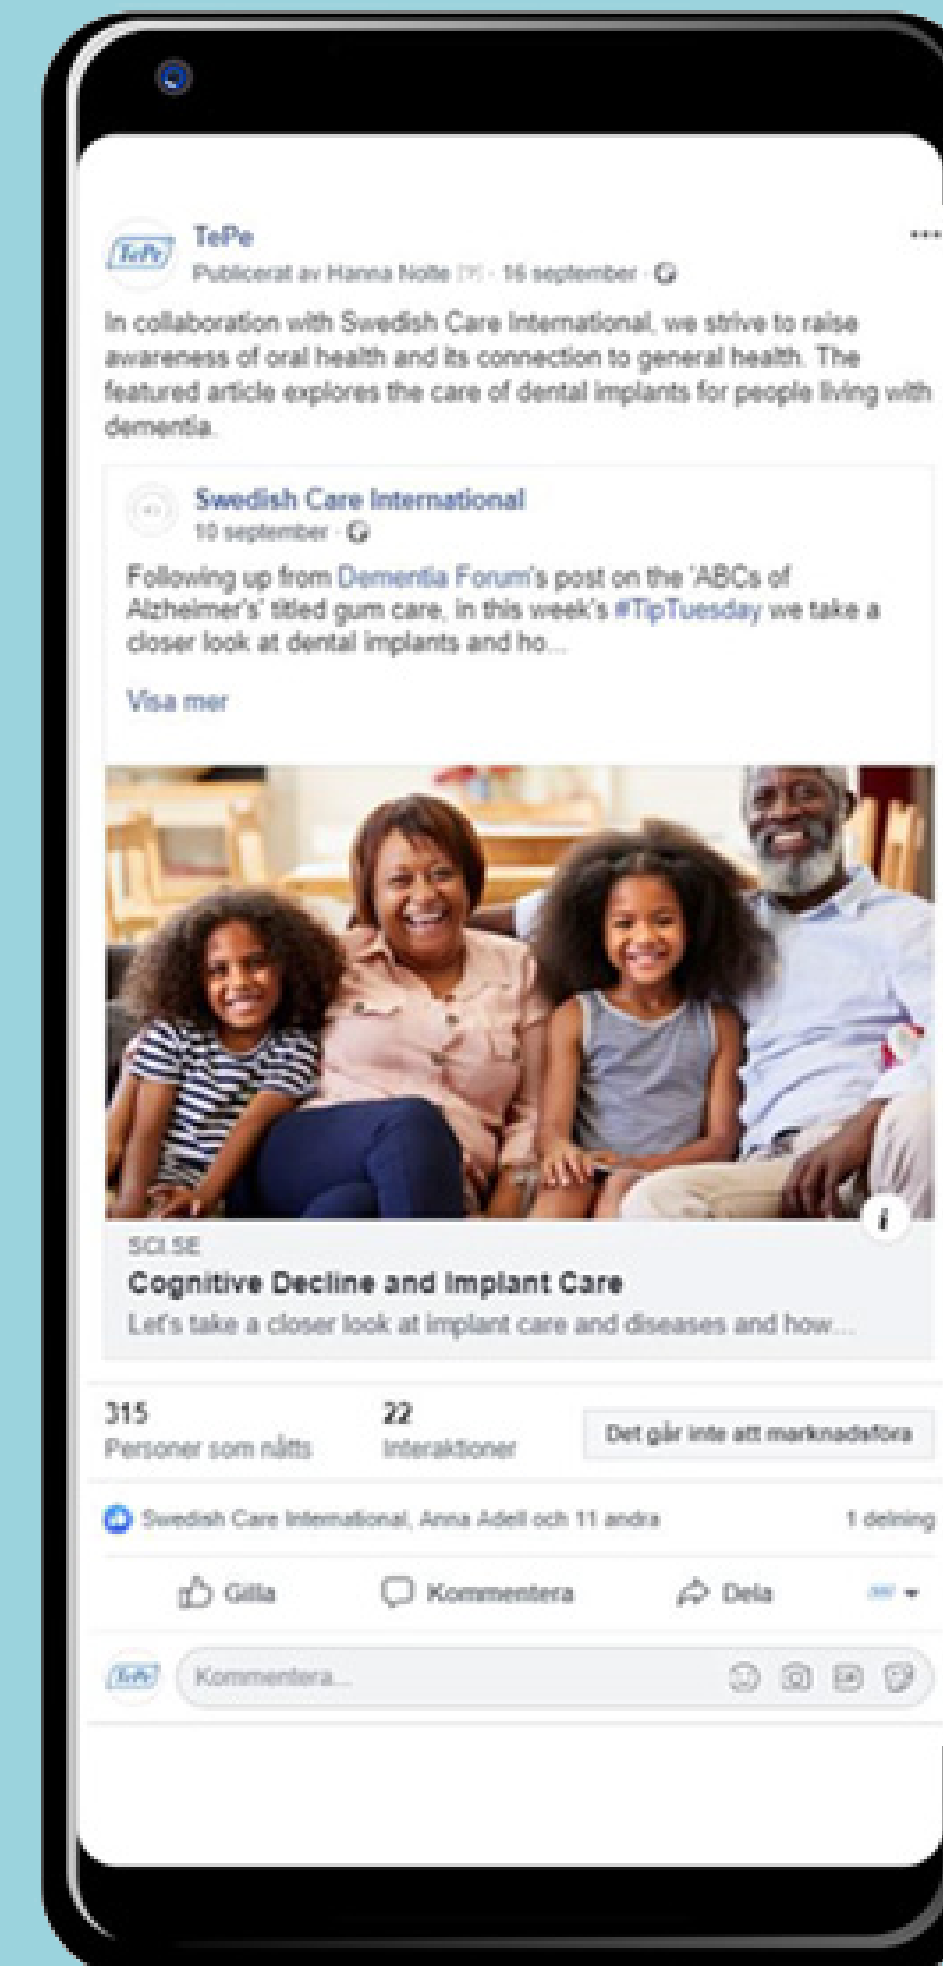 TePe
TePe
Publicerat av Hanna Nolte [?] · 16 september ·
In collaboration with Swedish Care International, we strive to raise
awareness of oral health and its connection to general health. The
featured article explores the care of dental implants for people living with
dementia.
Swedish Care International
10 september ·
Following up from Dementia Forum's post on the 'ABCs of
Alzheimer's' titled gum care, in this week's #TipTuesday we take a
closer look at dental implants and ho...
Visa mer
i
SCI.SE
Cognitive Decline and Implant Care
Let's take a closer look at implant care and diseases and how...
315 22
Personer som nåtts Interaktioner Det går inte att marknadsföra
Swedish Care International, Anna Adell och 11 andra 1 delning
Gilla Kommentera Dela
TePe Kommentera...